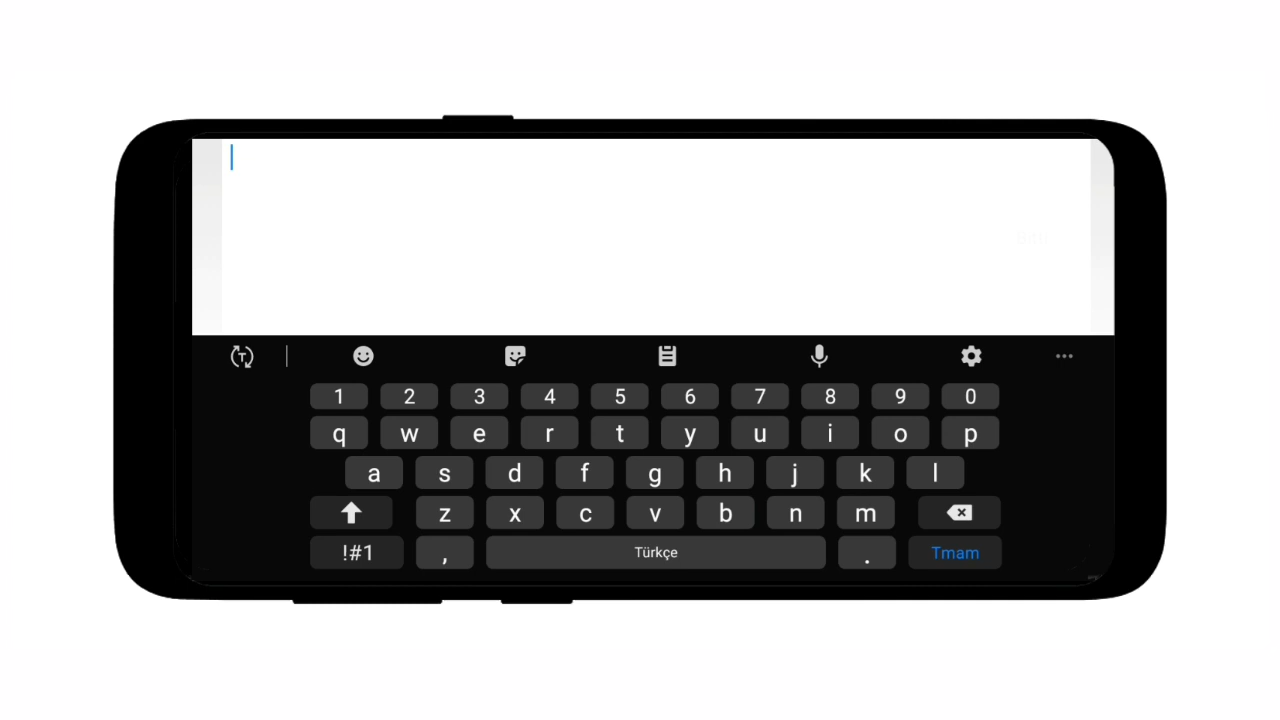 1 2 3 4 5 6 7 8 9 0
q w e r t y u i o p
a s d f g h j k l
z x c v b n m
!#1 , Türkçe . Tmam